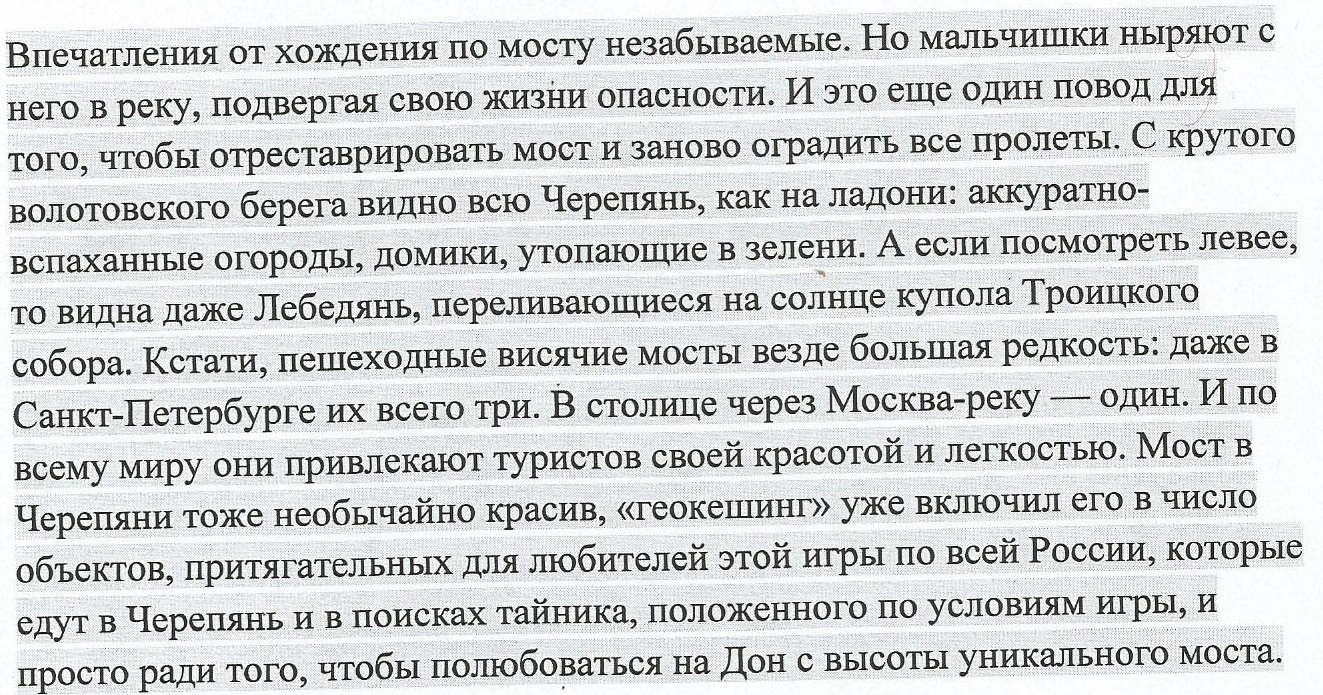 Впечатления от хождения по мосту незабываемые. Но мальчишки ныряют с
него в реку, подвергая свою жизни опасности. И это еще один повод для
того, чтобы отреставрировать мост и заново оградить все пролеты. С крутого
волотовского берега видно всю Черепянь, как на ладони: аккуратно-
вспаханные огороды, домики, утопающие в зелени. А если посмотреть левее,
то видна даже Лебедянь, переливающиеся на солнце купола Троицкого
собора. Кстати, пешеходные висячие мосты везде большая редкость: даже в
Санкт-Петербурге их всего три. В столице через Москва-реку — один. И по
всему миру они привлекают туристов своей красотой и легкостью. Мост в
Черепяни тоже необычайно красив, «геокешинг» уже включил его в число
объектов, притягательных для любителей этой игры по всей России, которые
едут в Черепянь и в поисках тайника, положенного по условиям игры, и
просто ради того, чтобы полюбоваться на Дон с высоты уникального моста.